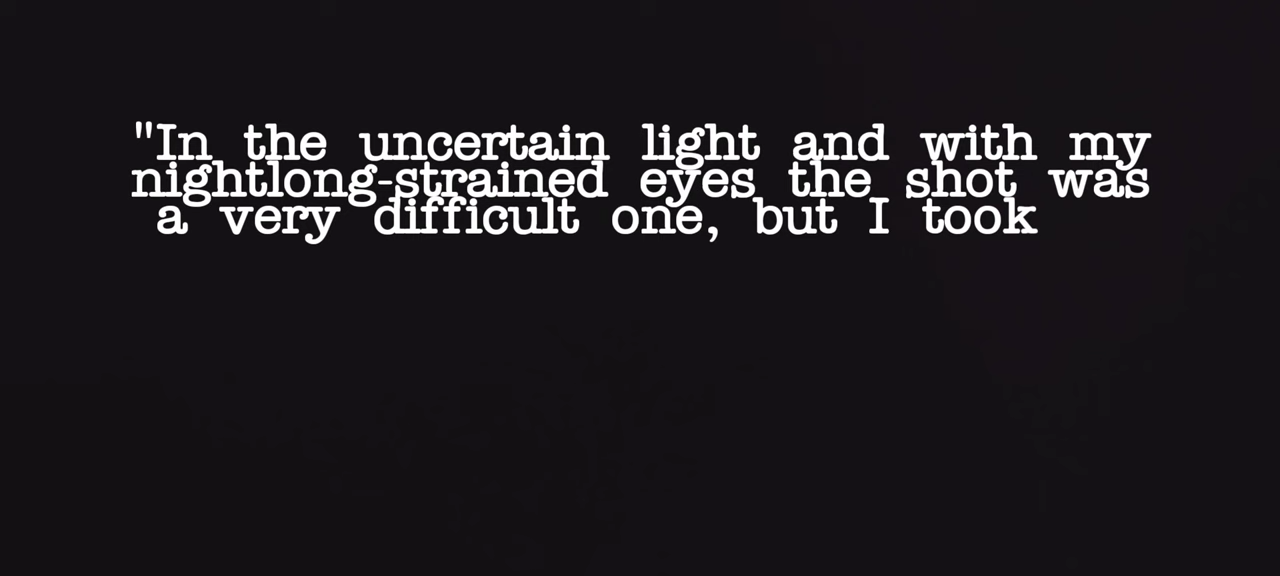 "In the uncertain light and with my
nightlong-strained eyes the shot was
a very difficult one, but I took